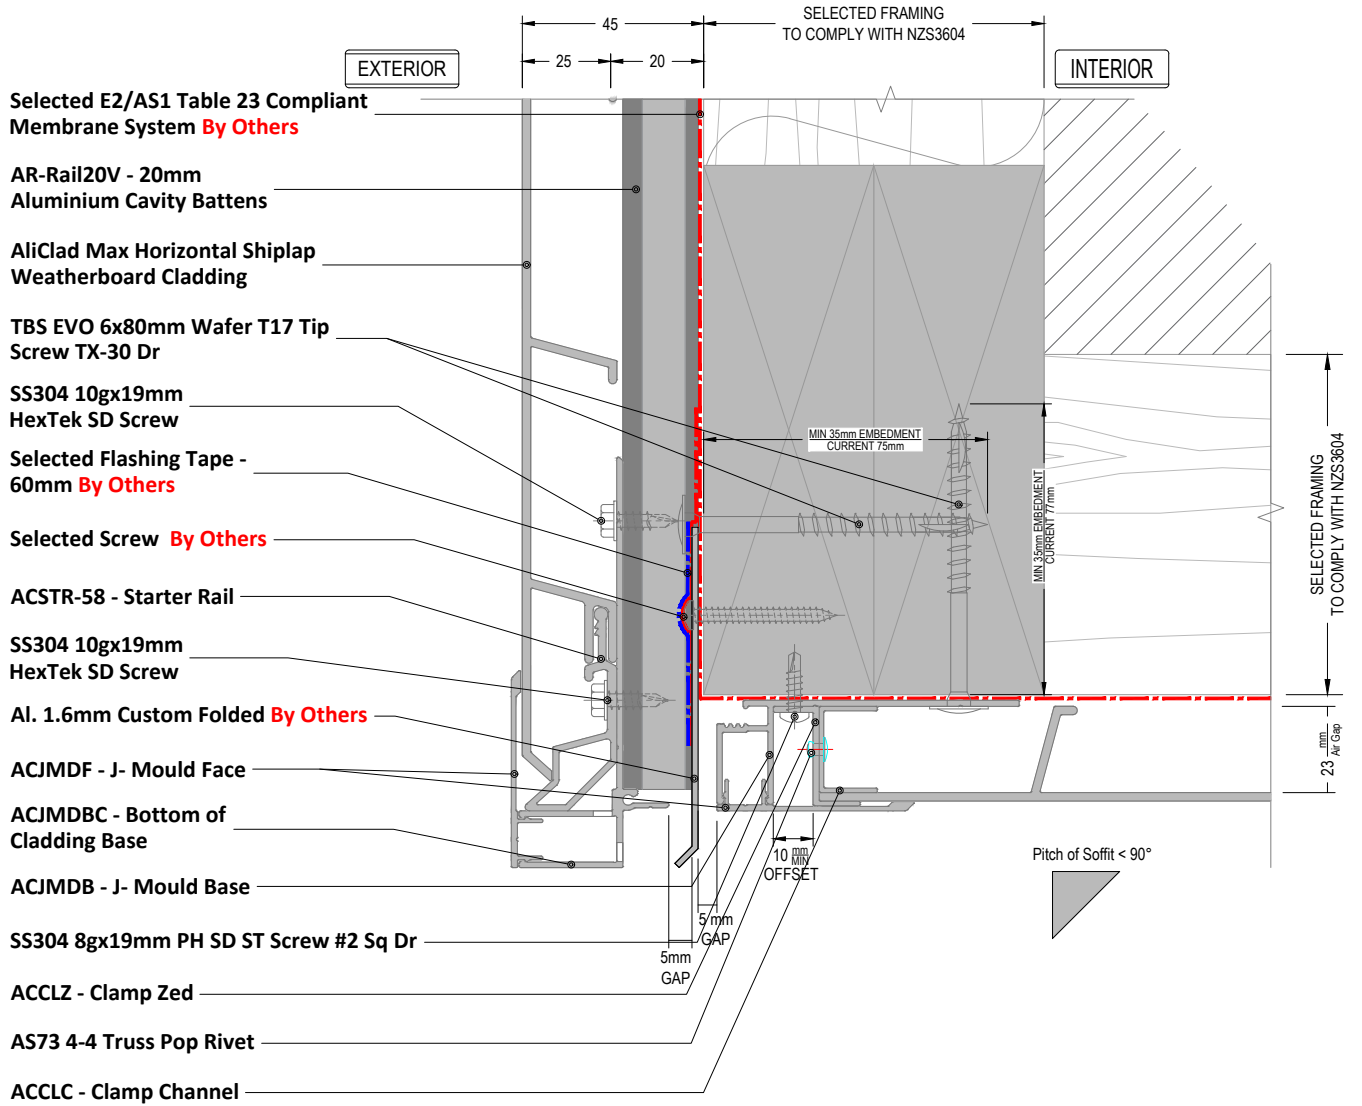 45
SELECTED FRAMING
TO COMPLY WITH NZS3604
25
20
EXTERIOR
INTERIOR
Selected E2/AS1 Table 23 Compliant
Membrane System By Others
AR-Rail20V - 20mm
Aluminium Cavity Battens
AliClad Max Horizontal Shiplap
Weatherboard Cladding
TBS EVO 6x80mm Wafer T17 Tip
Screw TX-30 Dr
SS304 10gx19mm
HexTek SD Screw
Selected Flashing Tape -
60mm By Others
Selected Screw By Others
ACSTR-58 - Starter Rail
SS304 10gx19mm
HexTek SD Screw
Al. 1.6mm Custom Folded By Others
ACJMDF - J- Mould Face
ACJMDBC - Bottom of
Cladding Base
ACJMDB - J- Mould Base
SS304 8gx19mm PH SD ST Screw #2 Sq Dr
ACCLZ - Clamp Zed
AS73 4-4 Truss Pop Rivet
ACCLC - Clamp Channel
MIN 35mm EMBEDMENT
CURRENT 75mm
MIN 35mm EMBEDMENT
CURRENT 77mm
SELECTED FRAMING
TO COMPLY WITH NZS3604
23 mm
Air Gap
10 mm
MIN
OFFSET
5 mm
GAP
5mm
GAP
Pitch of Soffit < 90°